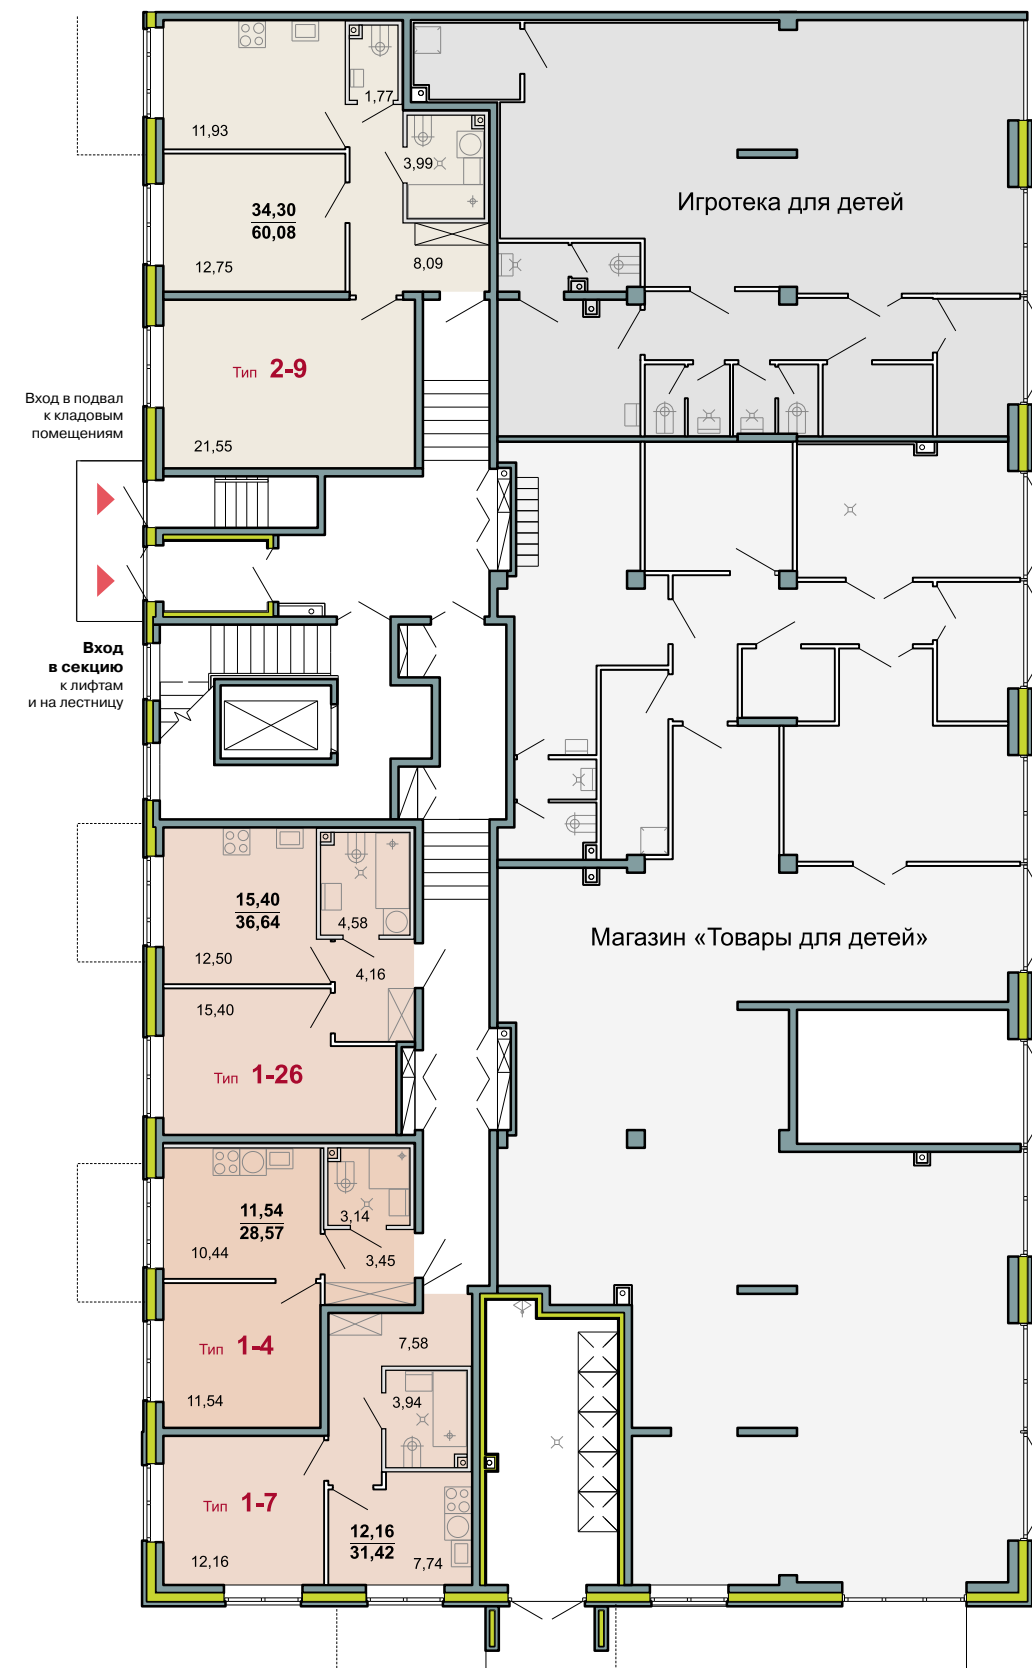 1,77
11,93
3,99
Игротека для детей
34,30
60,08
12,75
8,09
Тип 2-9
Вход в подвал
к кладовым
помещениям
21,55
Вход
в секцию
к лифтам
и на лестницу
15,40
36,64
4,58
12,50
4,16
Магазин «Товары для детей»
15,40
Тип 1-26
11,54
28,57
3,14
10,44
3,45
Тип 1-4
7,58
11,54
3,94
Тип 1-7
12,16
31,42
12,16
7,74